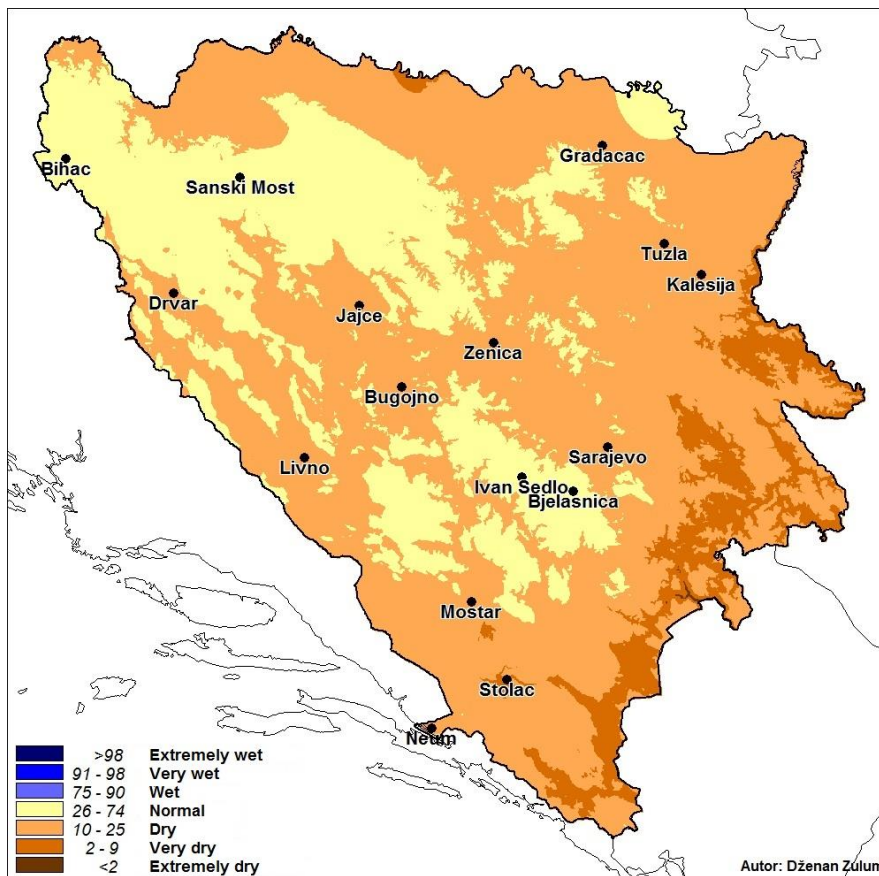 Bihac
Sanski Most
Gradacac
Tuzla
Kalesija
Drvar
Jajce
Zenica
Bugojno
Livno
Sarajevo
Ivan Sedlo
Bjelasnica
Mostar
Stolac
Neum
>98 Extremely wet
91 - 98 Very wet
75 - 90 Wet
26 - 74 Normal
10 - 25 Dry
2 - 9 Very dry
<2 Extremely dry
Autor: Dženan Zulum